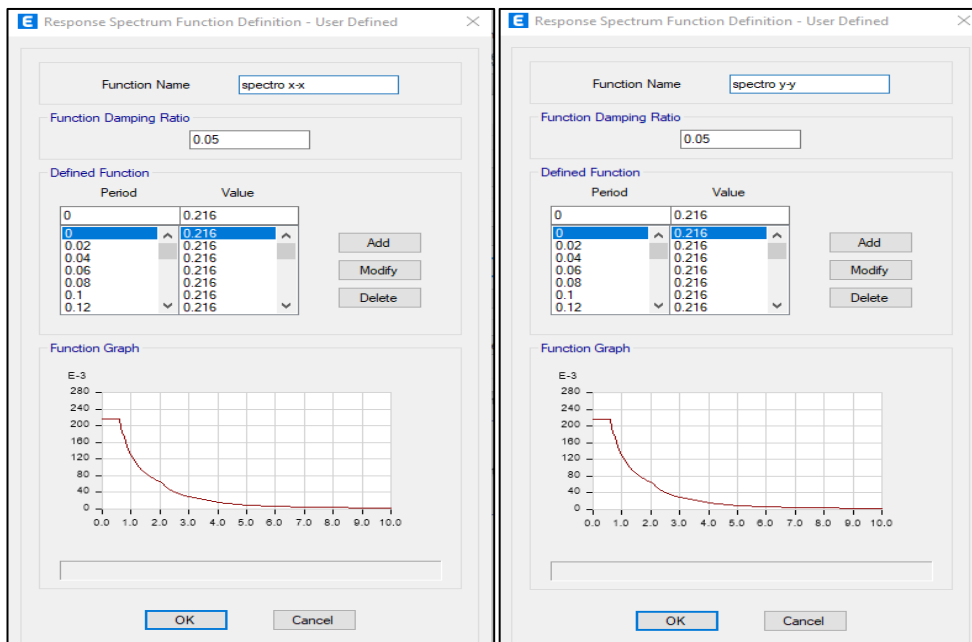 E Response Spectrum Function Definition - User Defined
Function Name spectro x-x
Function Damping Ratio
0.05
Defined Function
Period Value
0 0.216
0 0.216
0.02 0.216
0.04 0.216
0.06 0.216
0.08 0.216
0.1 0.216
0.12 0.216
Add
Modify
Delete
Function Graph
E-3
280
240
200
160
120
80
40
0
0.0 1.0 2.0 3.0 4.0 5.0 6.0 7.0 8.0 9.0 10.0
OK Cancel
E Response Spectrum Function Definition - User Defined
Function Name spectro y-y
Function Damping Ratio
0.05
Defined Function
Period Value
0 0.216
0 0.216
0.02 0.216
0.04 0.216
0.06 0.216
0.08 0.216
0.1 0.216
0.12 0.216
Add
Modify
Delete
Function Graph
E-3
280
240
200
160
120
80
40
0
0.0 1.0 2.0 3.0 4.0 5.0 6.0 7.0 8.0 9.0 10.0
OK Cancel